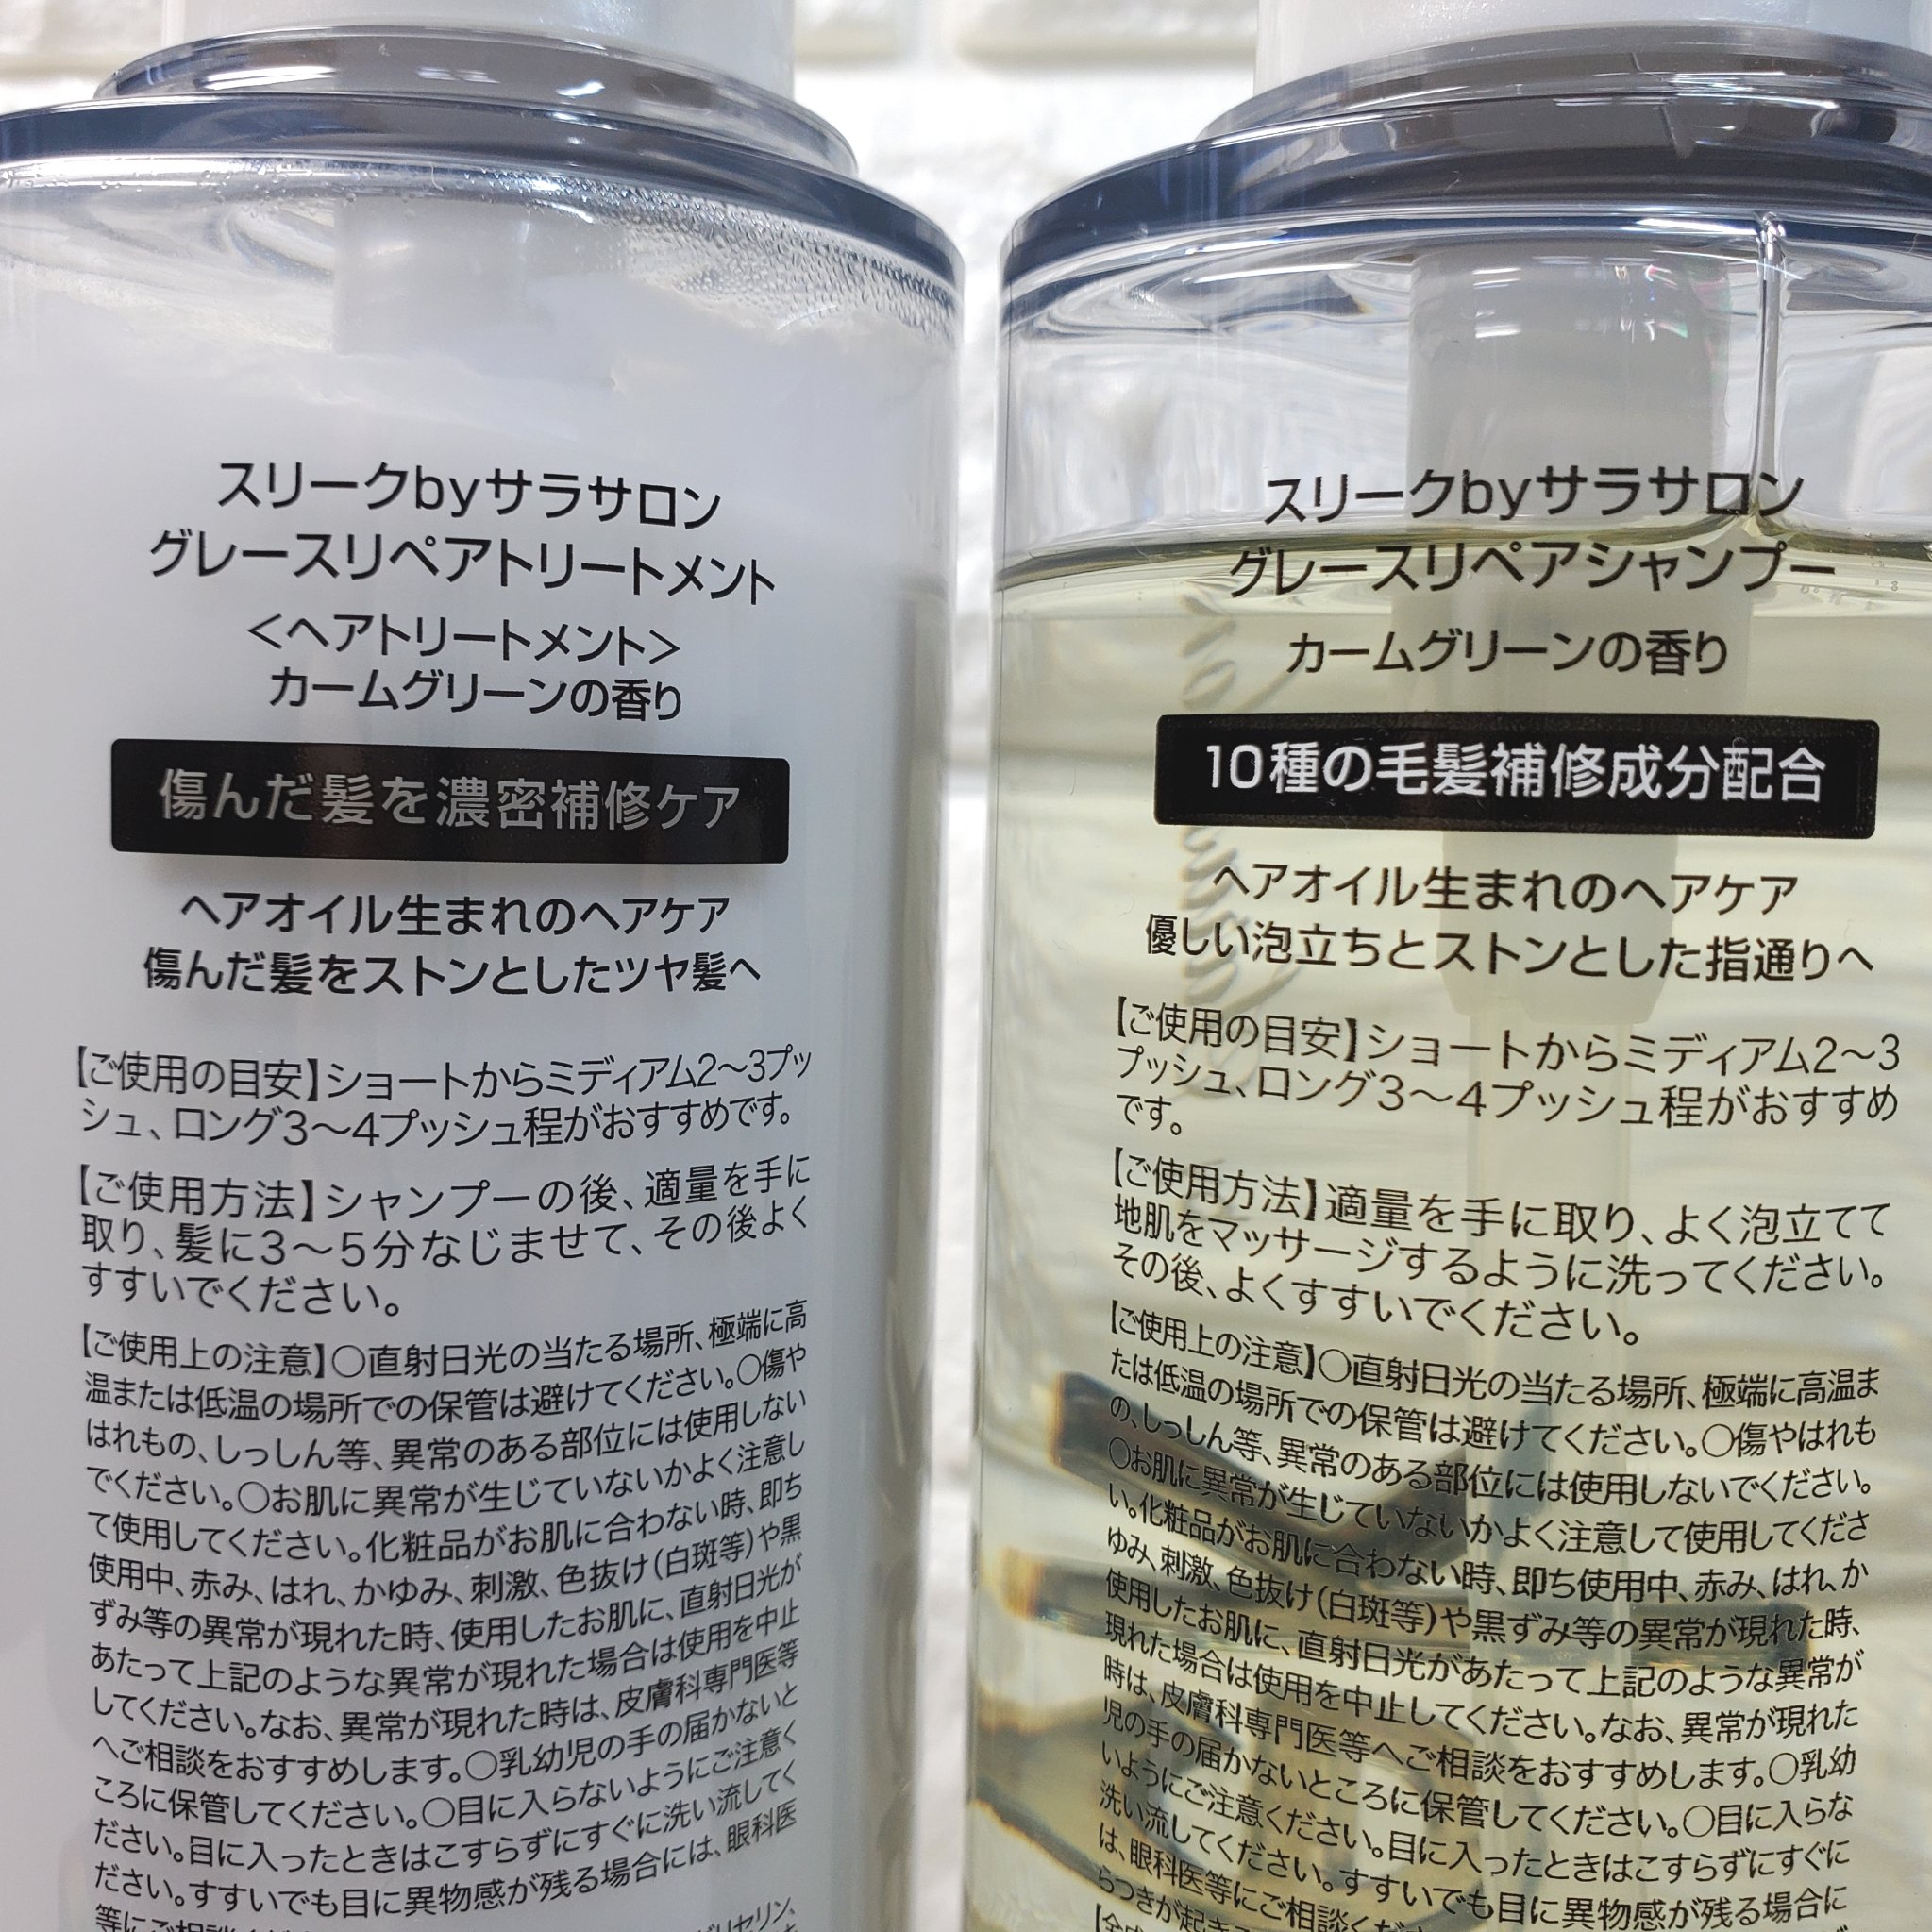 スリークbyサラサロン
グレースリペアトリートメント
<ヘアトリートメント>
カームグリーンの香り
傷んだ髪を濃密補修ケア
ヘアオイル生まれのヘアケア
傷んだ髪をストンとしたツヤ髪へ
【ご使用の目安】ショートからミディアム2〜3プッ
シュ、ロング3〜4プッシュ程がおすすめです。
【ご使用方法】シャンプーの後、適量を手に
取り、髪に3〜5分なじませて、その後よく
すすいでください。
【ご使用上の注意】○直射日光の当たる場所、極端に高
温または低温の場所での保管は避けてください。○傷や
はれもの、しっしん等、異常のある部位には使用しない
でください。○お肌に異常が生じていないかよく注意し
て使用してください。化粧品がお肌に合わない時、即ち
使用中、赤み、はれ、かゆみ、刺激、色抜け(白斑等)や黒
ずみ等の異常が現れた時、使用したお肌に、直射日光が
あたって上記のような異常が現れた場合は使用を中止
してください。なお、異常が現れた時は、皮膚科専門医等
へご相談をおすすめします。○乳幼児の手の届かないと
ころに保管してください。○目に入らないようにご注意く
ださい。目に入ったときはこすらずにすぐに洗い流してく
ださい。すすいでも目に異物感が残る場合には、眼科医
等にご相談くだ
リセリン、
スリークbyサラサロン
グレースリペアシャンプー
カームグリーンの香り
10種の毛髪補修成分配合
ヘアオイル生まれのヘアケア
優しい泡立ちとストンとした指通りへ
【ご使用の目安】ショートからミディアム2〜3
プッシュ、ロング3〜4プッシュ程がおすすめ
です。
【ご使用方法】適量を手に取り、よく泡立てて
地肌をマッサージするように洗ってください。
その後、よくすすいでください。
【ご使用上の注意】○直射日光の当たる場所、極端に高温ま
たは低温の場所での保管は避けてください。○傷やはれも
の、しっしん等、異常のある部位には使用しないでください。
○お肌に異常が生じていないかよく注意して使用してくださ
い。化粧品がお肌に合わない時、即ち使用中、赤み、はれ、か
ゆみ、刺激、色抜け(白斑等)や黒ずみ等の異常が現れた時、
使用したお肌に、直射日光があたって上記のような異常が
現れた場合は使用を中止してください。なお、異常が現れた
時は、皮膚科専門医等へご相談をおすすめします。○乳幼
児の手の届かないところに保管してください。○目に入らな
いようにご注意ください。目に入ったときはこすらずにすぐに
洗い流してください。すすいでも目に異物感が残る場合に
は、眼科医等にご相談くださ
らつきが起き
【全成